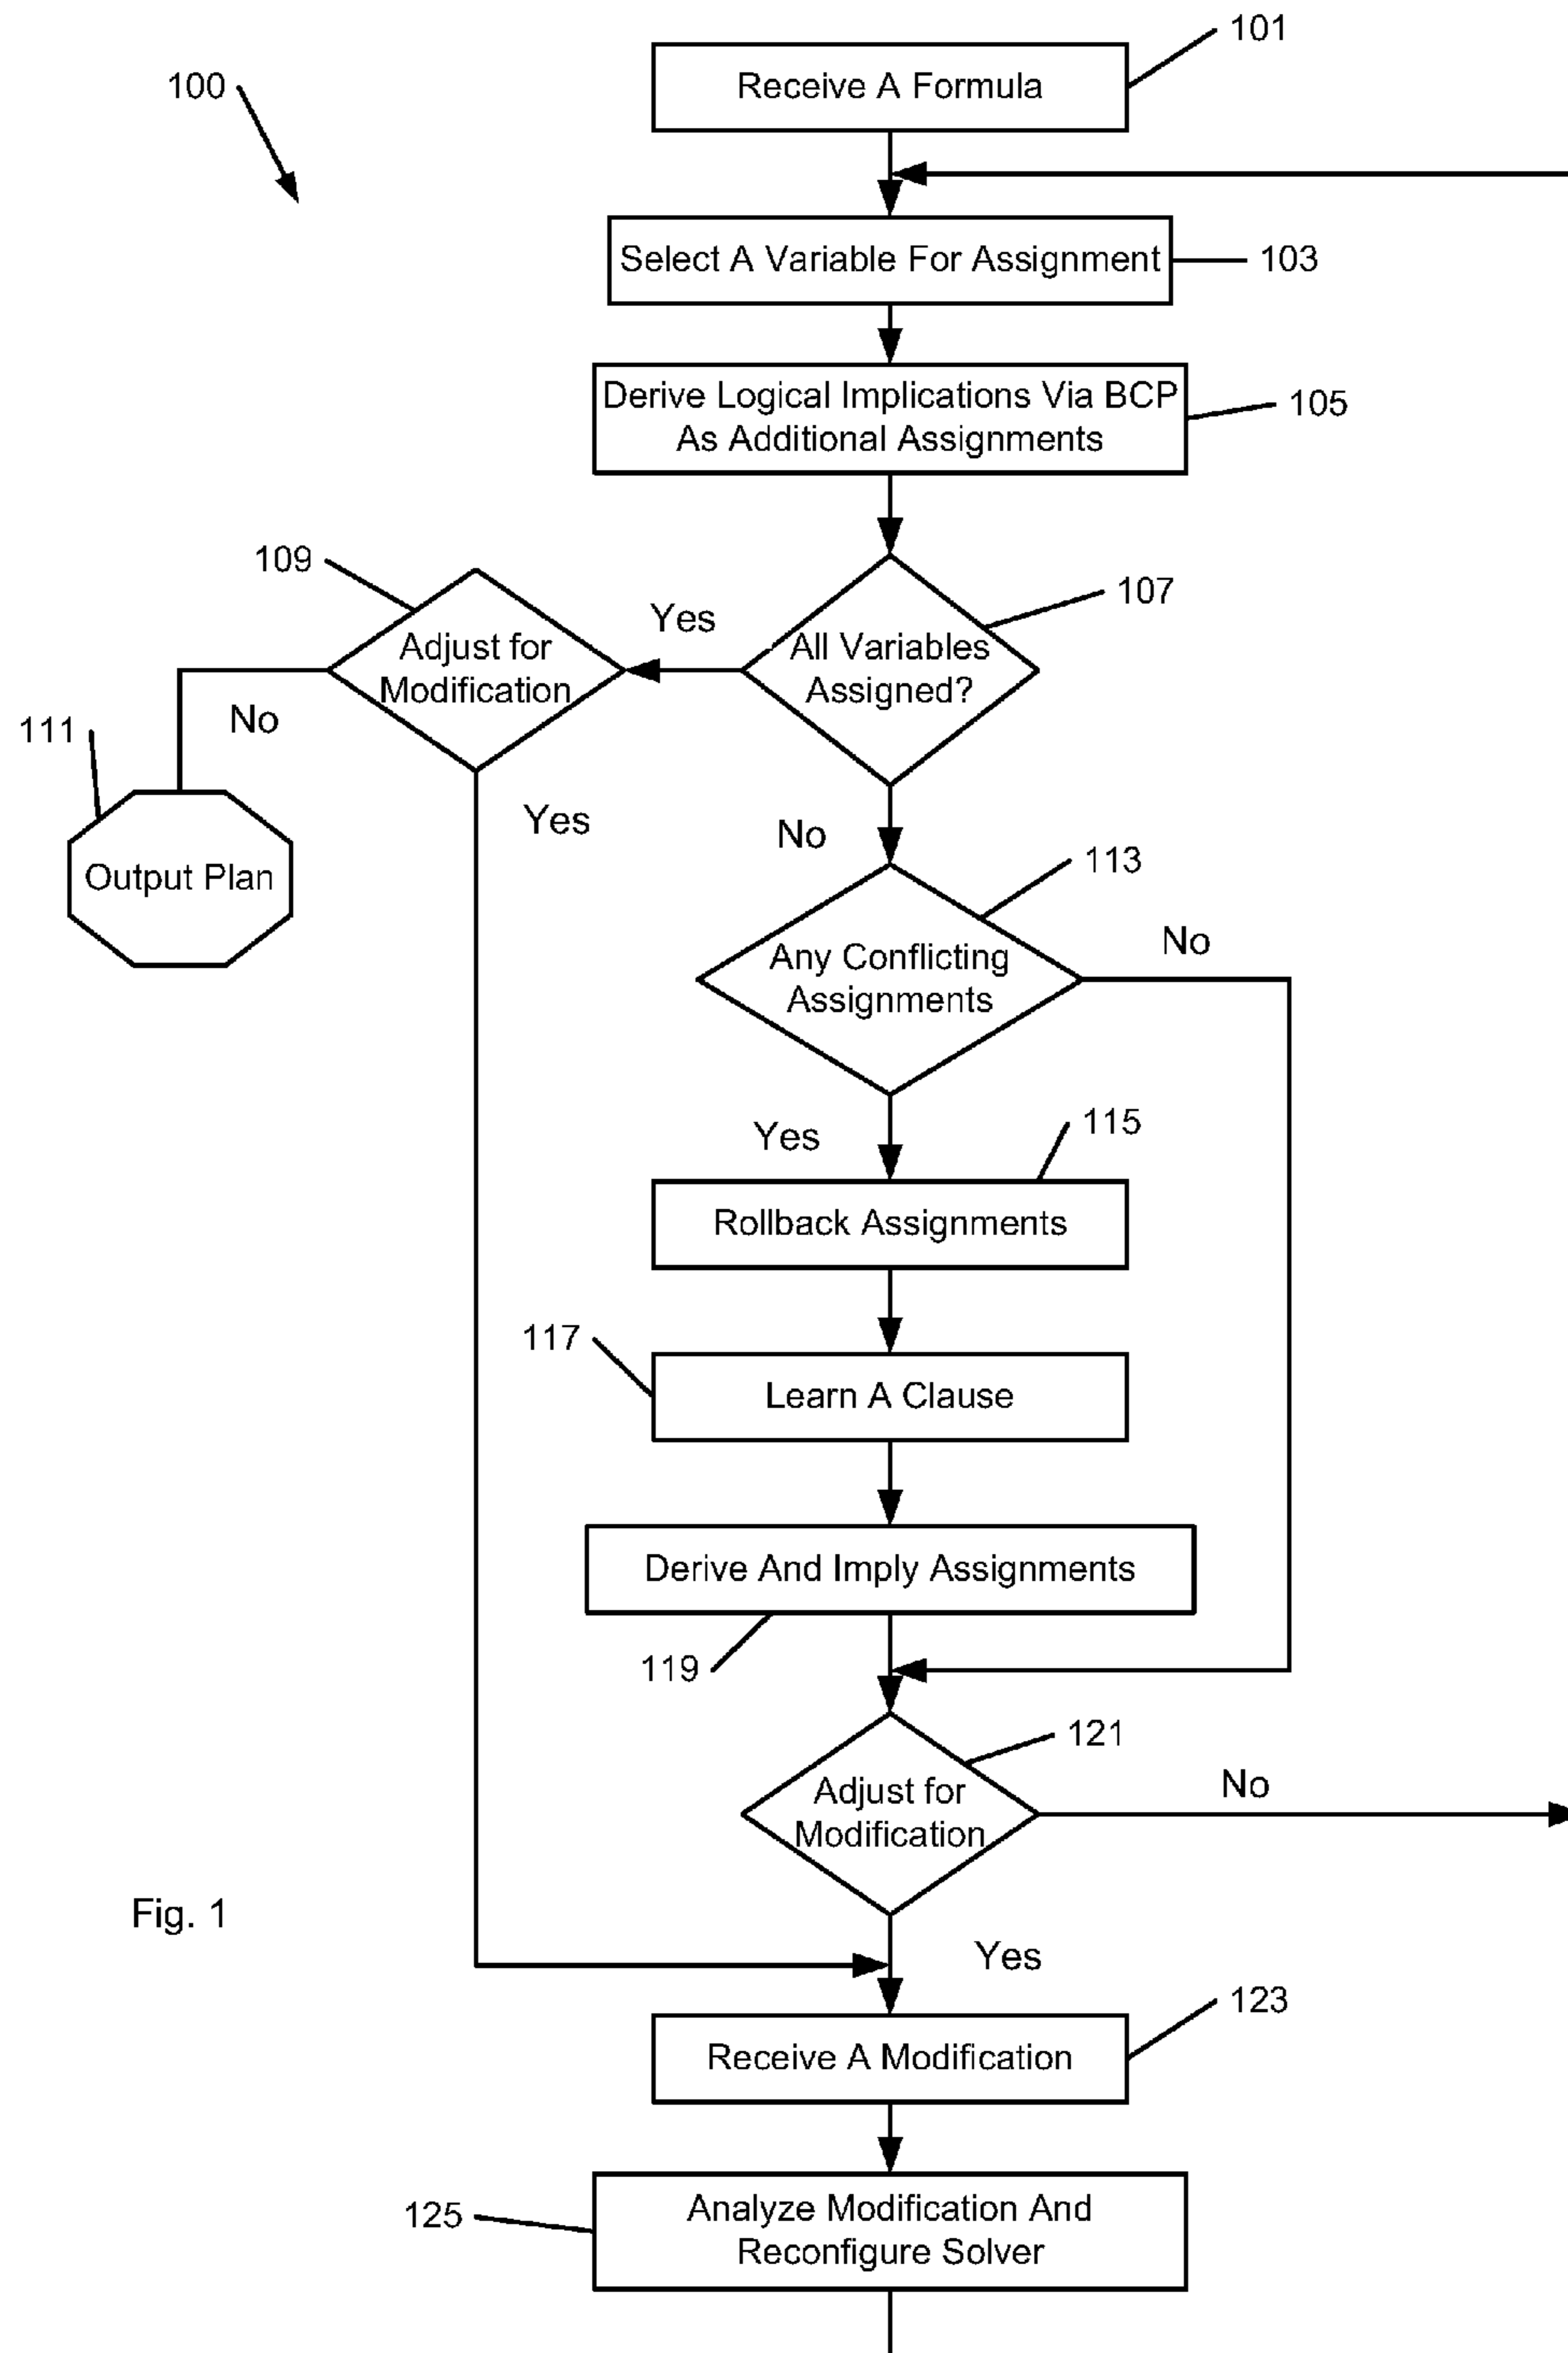 101
Receive A Formula
100
Select A Variable For Assignment
103
Derive Logical Implications Via BCP
As Additional Assignments
105
109
107
Yes
Adjust for
Modification
All Variables
Assigned?
No
111
Yes
No
Output Plan
113
No
Any Conflicting
Assignments
Yes
115
Rollback Assignments
117
Learn A Clause
Derive And Imply Assignments
119
121
No
Adjust for
Modification
Fig. 1
Yes
123
Receive A Modification
125
Analyze Modification And
Reconfigure Solver